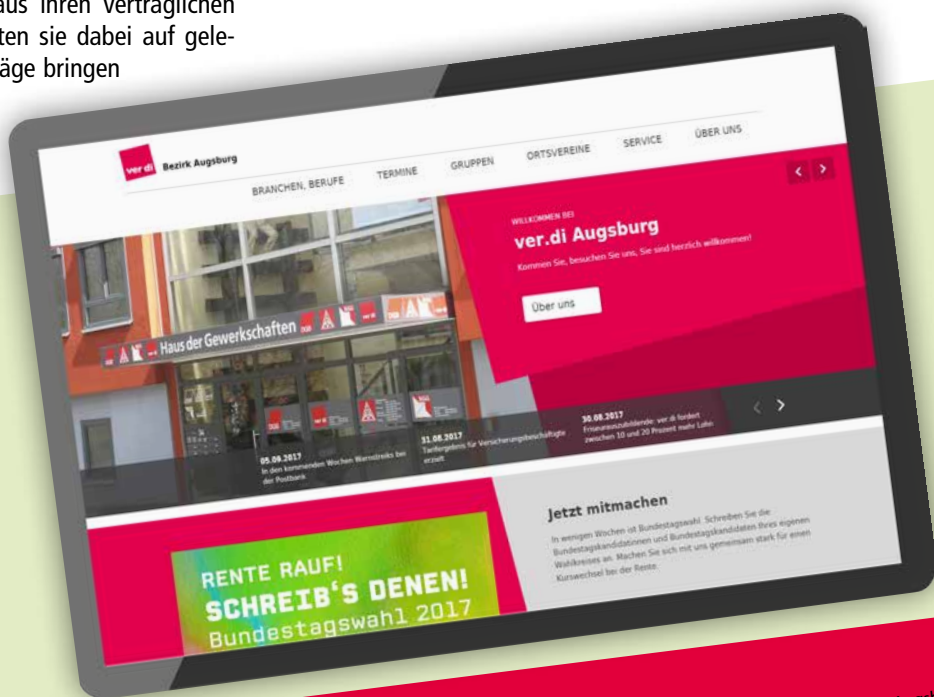 aus ihren vertraglichen
ten sie dabei auf gele-
äge bringen
ver.di Bezirk Augsburg
BRANCHEN, BERUFE TERMINE GRUPPEN ORTSVEREINE SERVICE ÜBER UNS
WILLKOMMEN BEI
ver.di Augsburg
Kommen Sie, besuchen Sie uns, Sie sind herzlich willkommen!
Über uns
Haus der Gewerkschaften
05.09.2017
In den kommenden Wochen Warnstreiks bei
der Postbank
31.08.2017
Tarifergebnis für Versicherungsbeschäftigte
erzielt
30.08.2017
Friseurauszubildende: ver.di fordert
zwischen 10 und 20 Prozent mehr Lohn
RENTE RAUF!
SCHREIB'S DENEN!
Bundestagswahl 2017
Jetzt mitmachen
In wenigen Wochen ist Bundestagswahl. Schreiben Sie die
Bundestagskandidatinnen und Bundestagskandidaten Ihres eigenen
Wahlkreises an. Machen Sie sich mit uns gemeinsam stark für einen
Kurswechsel bei der Rente.